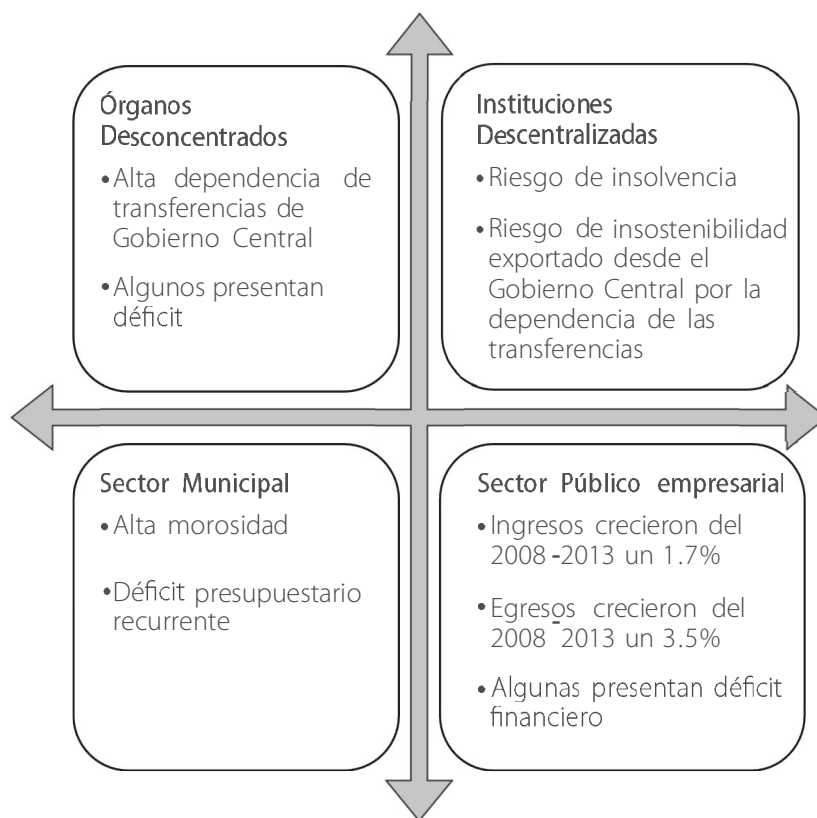 Órganos
Desconcentrados
•Alta dependencia de
transferencias de
Gobierno Central
•Algunos presentan
déficit
Instituciones
Descentralizadas
•Riesgo de insolvencia
•Riesgo de insostenibilidad
exportado desde el
Gobierno Central por la
dependencia de las
transferencias
Sector Municipal
•Alta morosidad
•Déficit presupuestario
recurrente
Sector Público empresarial
•Ingresos crecieron del
2008-2013 un 1.7%
•Egresos crecieron del
2008-2013 un 3.5%
•Algunas presentan déficit
financiero